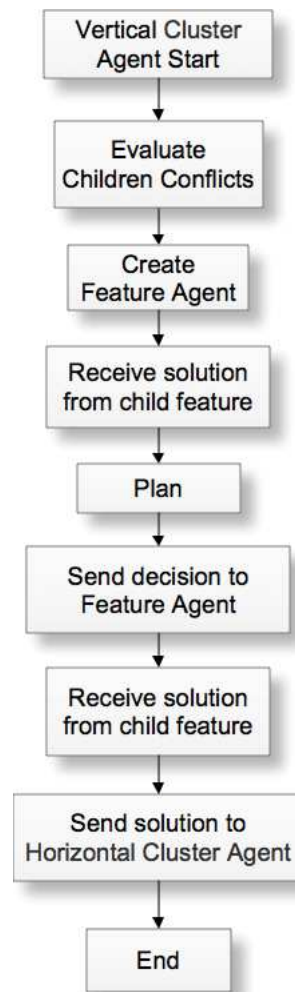 Vertical Cluster
Agent Start
Evaluate
Children Conflicts
Create
Feature Agent
Receive solution
from child feature
Plan
Send decision to
Feature Agent
Receive solution
from child feature
Send solution to
Horizontal Cluster Agent
End